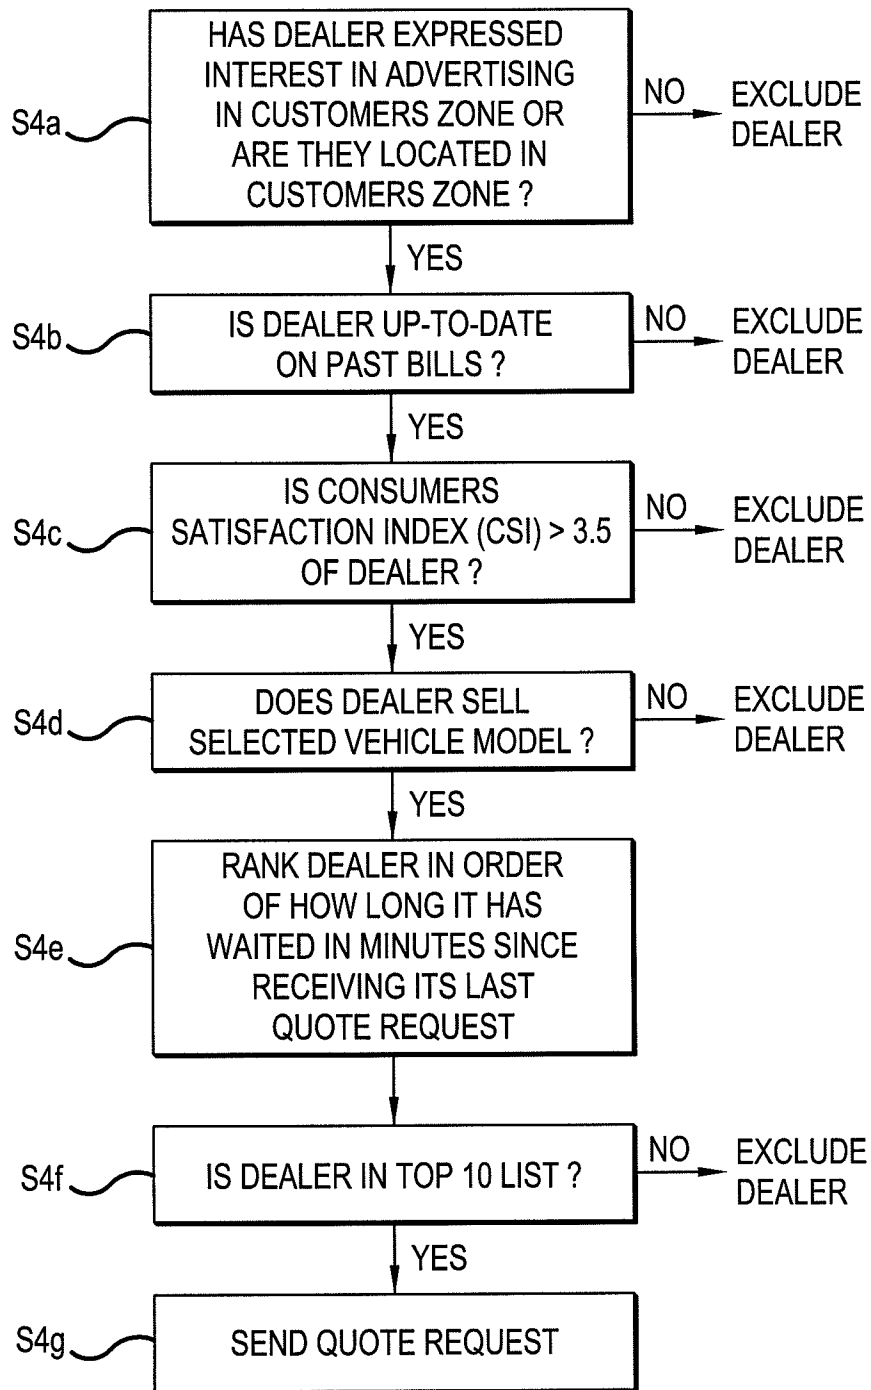 HAS DEALER EXPRESSED
INTEREST IN ADVERTISING
IN CUSTOMERS ZONE OR
ARE THEY LOCATED IN
CUSTOMERS ZONE ?
S4a
NO
EXCLUDE
DEALER
YES
IS DEALER UP-TO-DATE
ON PAST BILLS ?
S4b
NO
EXCLUDE
DEALER
YES
IS CONSUMERS
SATISFACTION INDEX (CSI) > 3.5
OF DEALER ?
S4c
NO
EXCLUDE
DEALER
YES
DOES DEALER SELL
SELECTED VEHICLE MODEL ?
S4d
NO
EXCLUDE
DEALER
YES
RANK DEALER IN ORDER
OF HOW LONG IT HAS
WAITED IN MINUTES SINCE
RECEIVING ITS LAST
QUOTE REQUEST
S4e
IS DEALER IN TOP 10 LIST ?
S4f
NO
EXCLUDE
DEALER
YES
SEND QUOTE REQUEST
S4g